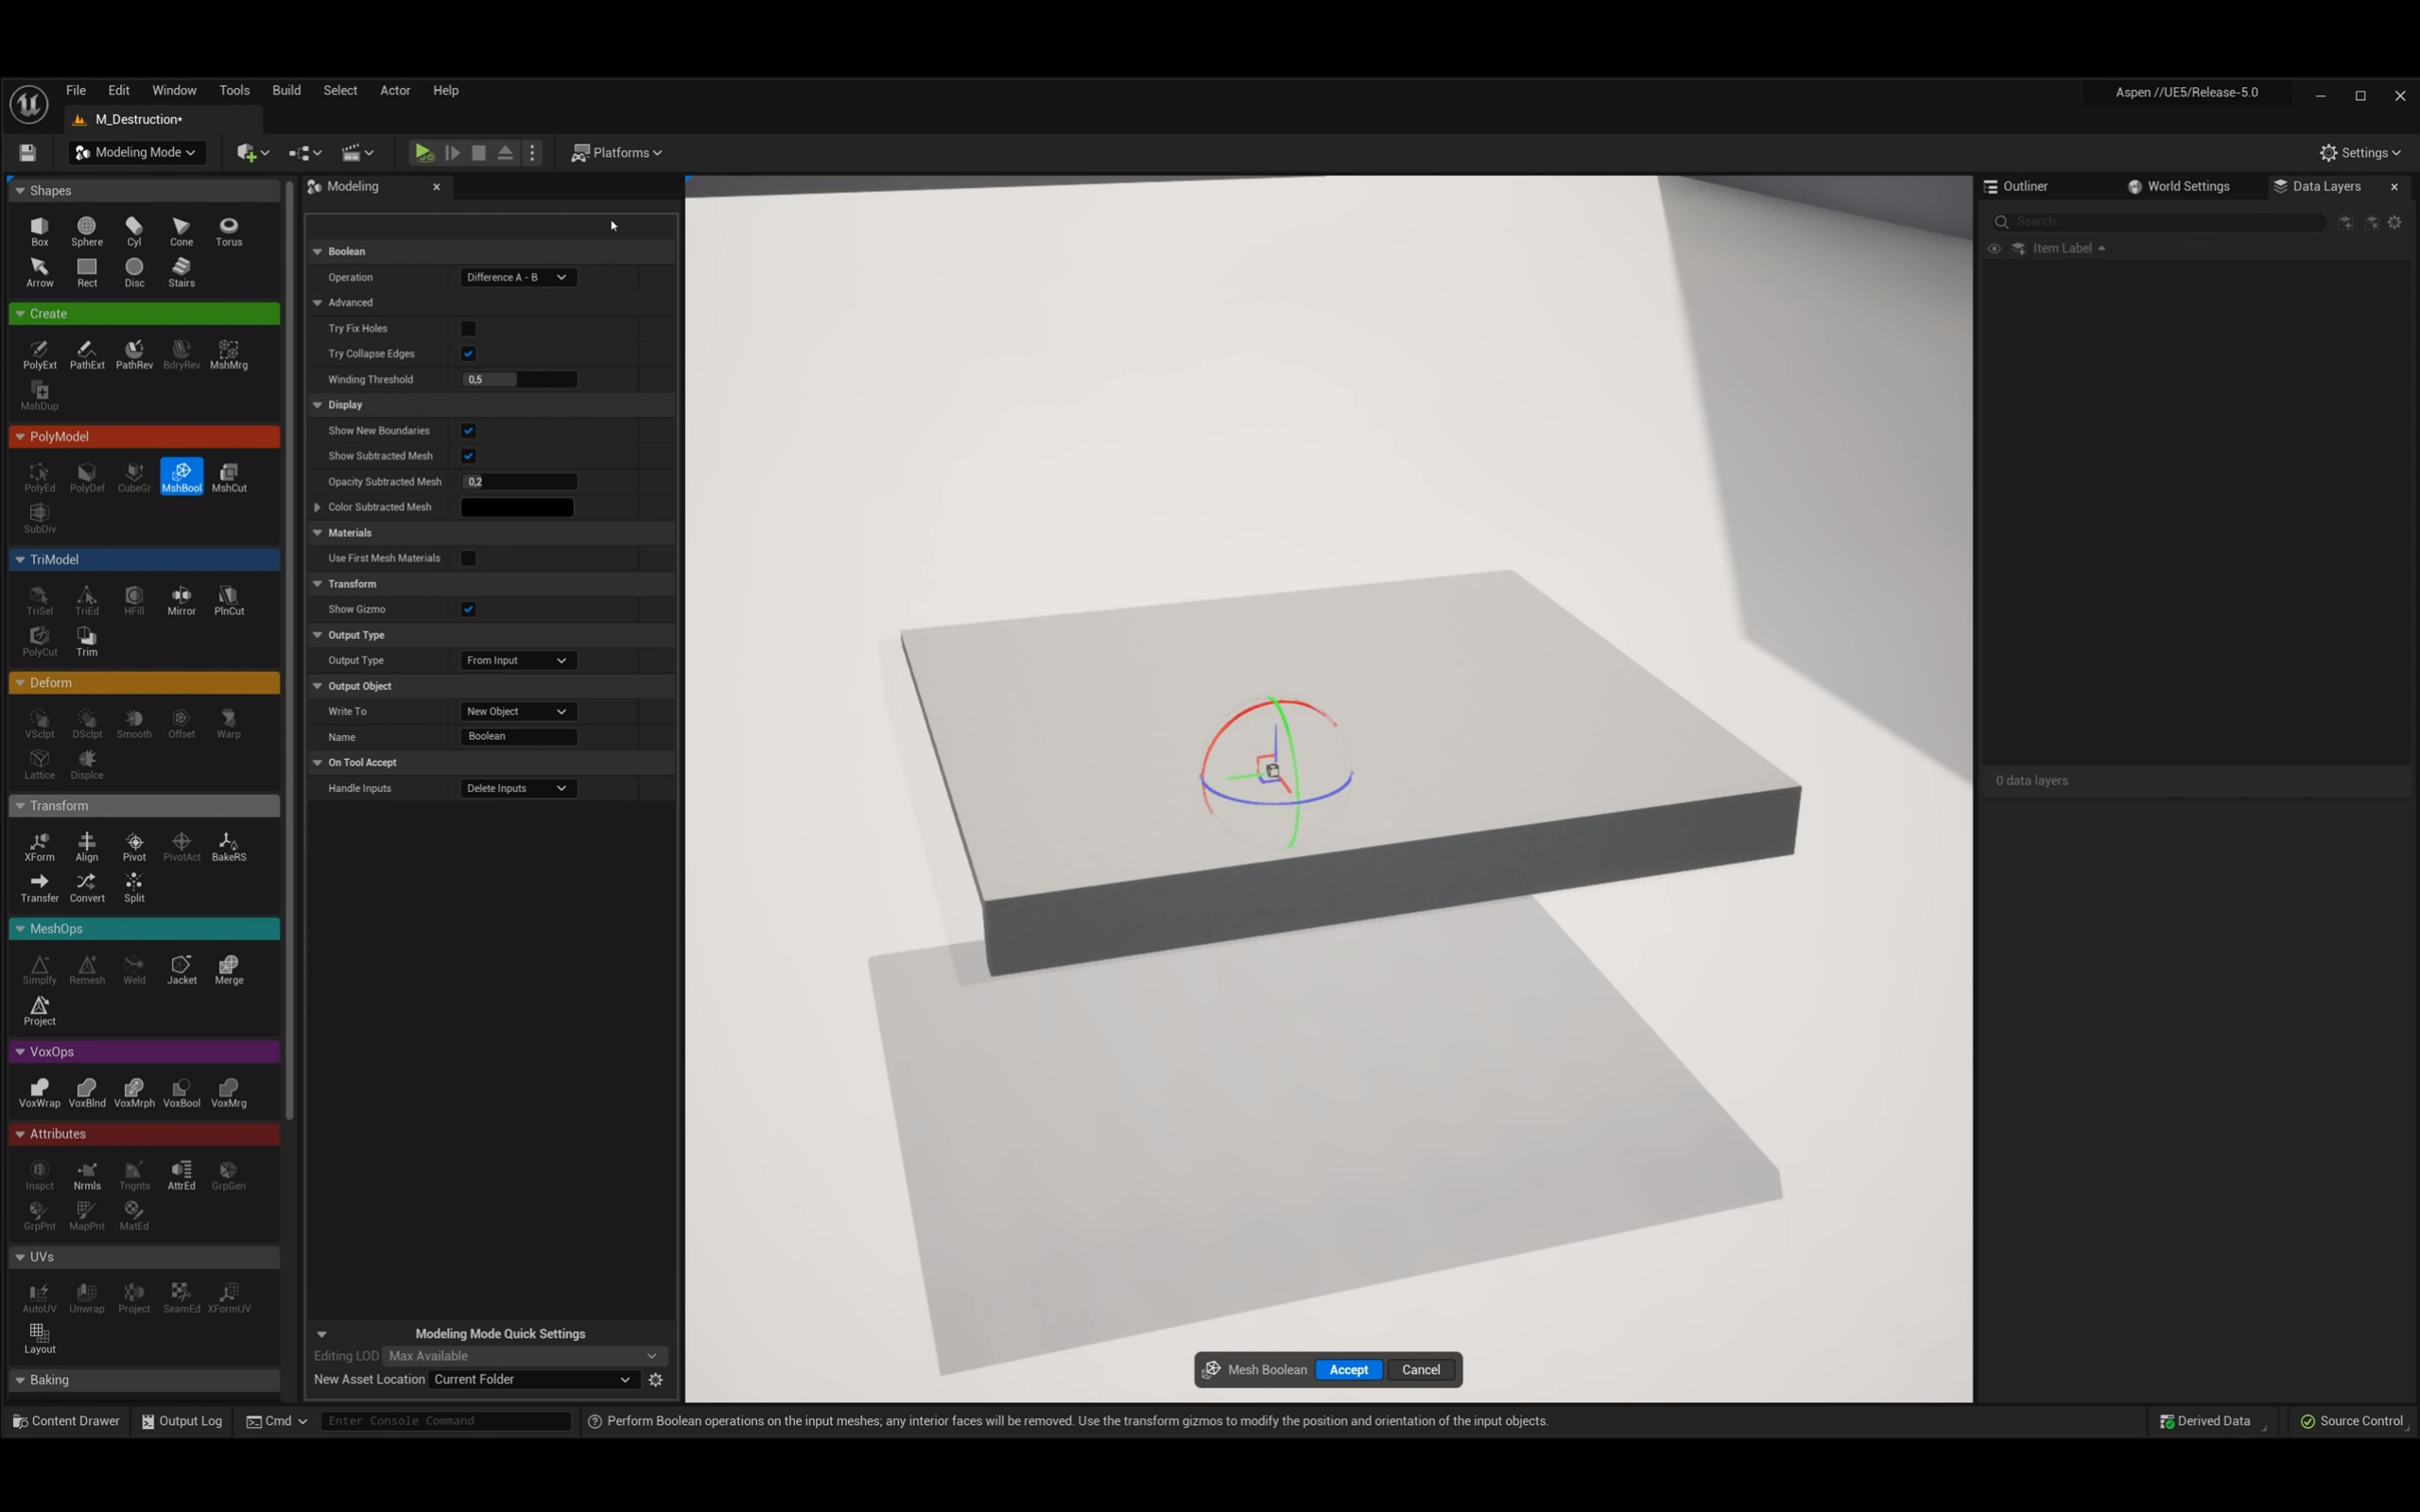 File Edit Window Tools Build Select Actor Help
Aspen //UE5/Release-5.0
M_Destruction*
Modeling Mode
Platforms
Settings
Shapes
Box Sphere Cyl Cone Torus
Arrow Rect Disc Stairs
Create
PolyExt PathExt PathRev BdryRev MshMrg
MshDup
PolyModel
PolyEd PolyDef CubeGr MshBool MshCut
SubDiv
TriModel
TriSel TriEd HFill Mirror PlnCut
PolyCut Trim
Deform
VSclpt DSclpt Smooth Offset Warp
Lattice Displce
Transform
XForm Align Pivot PivotAct BakeRS
Transfer Convert Split
MeshOps
Simplfy Remesh Weld Jacket Merge
Project
VoxOps
VoxWrap VoxBlnd VoxMrph VoxBool VoxMrg
Attributes
Inspct Nrmls Tngnts AttrEd GrpGen
GrpPnt MapPnt MatEd
UVs
AutoUV Unwrap Project SeamEd XFormUV
Layout
Baking
Modeling
Boolean
Operation Difference A - B
Advanced
Try Fix Holes
Try Collapse Edges
Winding Threshold 0,5
Display
Show New Boundaries
Show Subtracted Mesh
Opacity Subtracted Mesh 0,2
Color Subtracted Mesh
Materials
Use First Mesh Materials
Transform
Show Gizmo
Output Type
Output Type From Input
Output Object
Write To New Object
Name Boolean
On Tool Accept
Handle Inputs Delete Inputs
Modeling Mode Quick Settings
Editing LOD Max Available
New Asset Location Current Folder
Mesh Boolean Accept Cancel
Outliner World Settings Data Layers
Search...
Item Label
0 data layers
Content Drawer Output Log Cmd Enter Console Command
Perform Boolean operations on the input meshes; any interior faces will be removed. Use the transform gizmos to modify the position and orientation of the input objects.
Derived Data Source Control